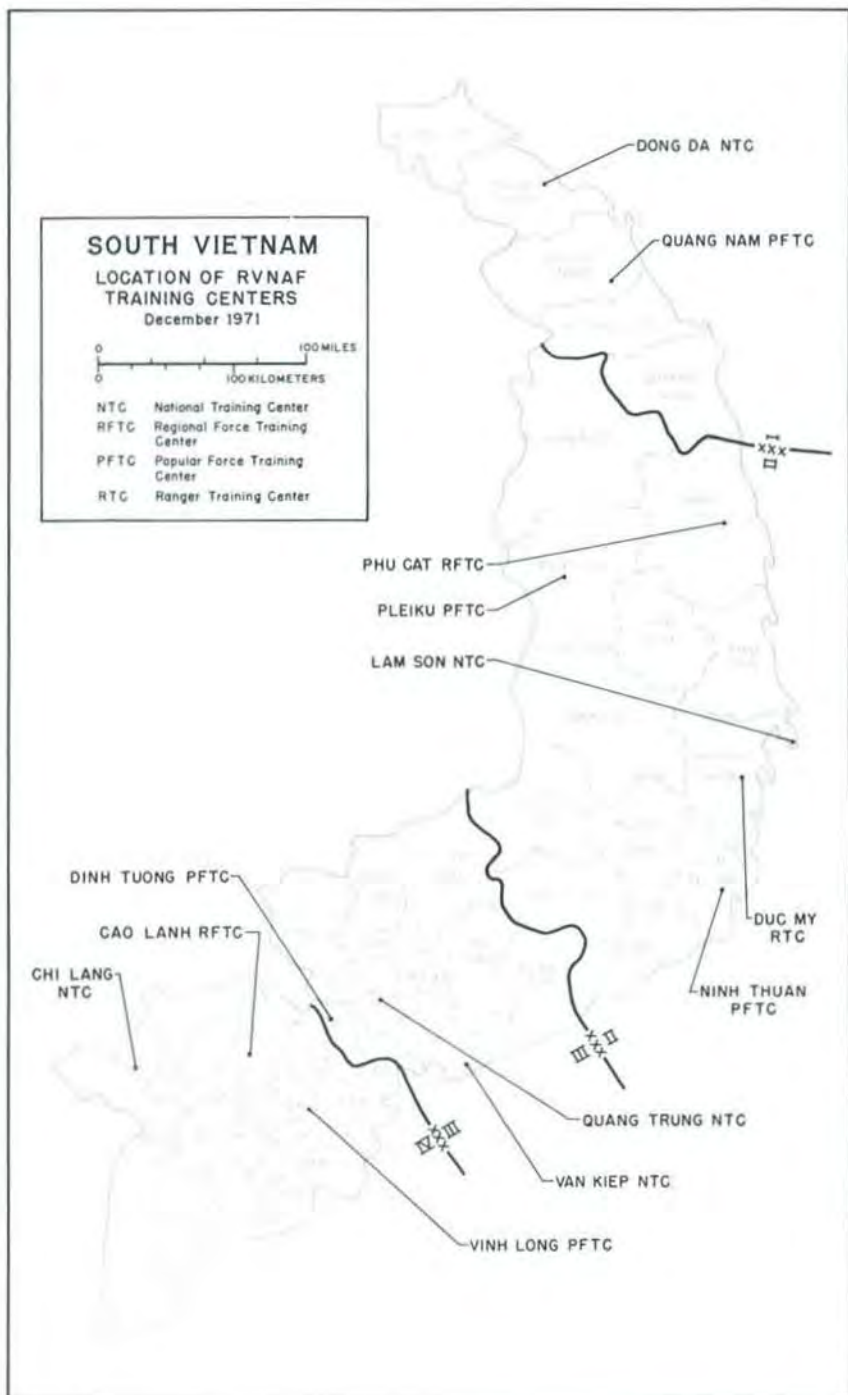 SOUTH VIETNAM
LOCATION OF RVNAF
TRAINING CENTERS
December 1971
0 100 MILES
0 100 KILOMETERS
NTC National Training Center
RFTC Regional Force Training
Center
PFTC Popular Force Training
Center
RTC Ranger Training Center
DONG DA NTC
QUANG NAM PFTC
I
XXX
II
PHU CAT RFTC
PLEIKU PFTC
LAM SON NTC
DINH TUONG PFTC
CAO LANH RFTC
CHI LANG
NTC
DUC MY
RTC
NINH THUAN
PFTC
II
XXX
III
QUANG TRUNG NTC
III
XXX
IV
VAN KIEP NTC
VINH LONG PFTC